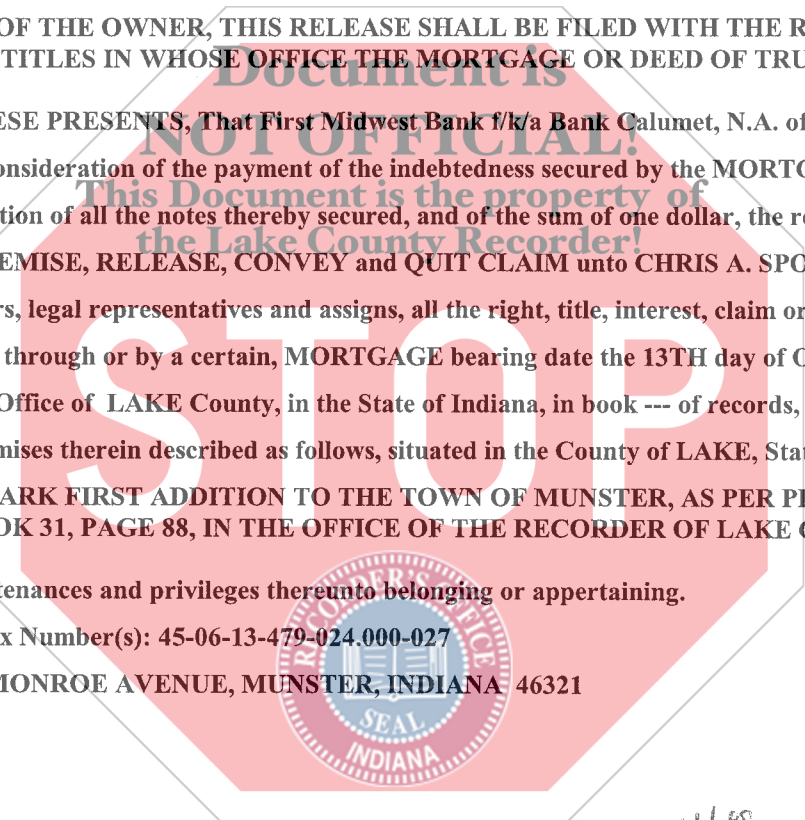 OF THE OWNER, THIS RELEASE SHALL BE FILED WITH THE R
TITLES IN WHOSE OFFICE THE MORTGAGE OR DEED OF TRU
Document is
ESE PRESENTS, That First Midwest Bank f/k/a Bank Calumet, N.A. of
NOT OFFICIAL!
onsideration of the payment of the indebtedness secured by the MORTG
This Document is the property of
tion of all the notes thereby secured, and of the sum of one dollar, the re
the Lake County Recorder!
EMISE, RELEASE, CONVEY and QUIT CLAIM unto CHRIS A. SPO
rs, legal representatives and assigns, all the right, title, interest, claim or
through or by a certain, MORTGAGE bearing date the 13TH day of O
STOP
Office of LAKE County, in the State of Indiana, in book --- of records,
mises therein described as follows, situated in the County of LAKE, Stat
ARK FIRST ADDITION TO THE TOWN OF MUNSTER, AS PER PL
OK 31, PAGE 88, IN THE OFFICE OF THE RECORDER OF LAKE C
tenances and privileges thereunto belonging or appertaining.
x Number(s): 45-06-13-479-024.000-027
MONROE AVENUE, MUNSTER, INDIANA 46321
RECORDER'S OFFICE
SEAL
INDIANA